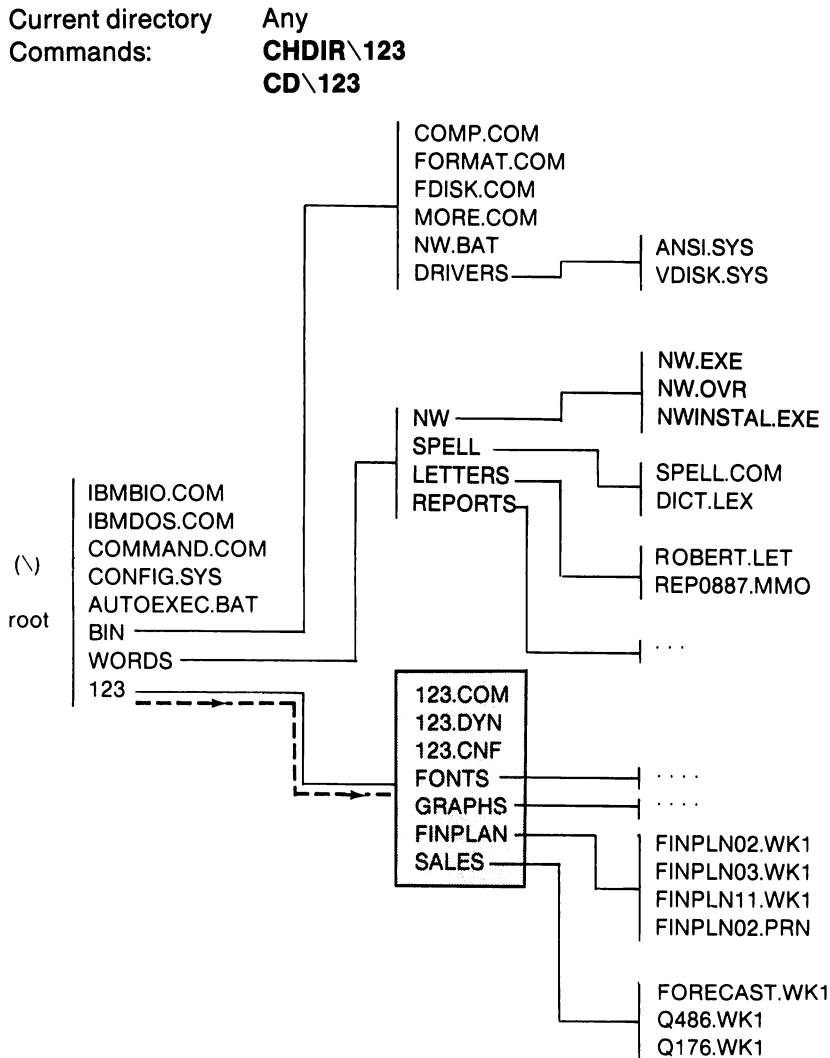 Current directory Any
Commands: CHDIR\123
CD\123
COMP.COM
FORMAT.COM
FDISK.COM
MORE.COM
NW.BAT
DRIVERS
ANSI.SYS
VDISK.SYS
NW.EXE
NW.OVR
NWINSTAL.EXE
NW
SPELL
LETTERS
REPORTS
SPELL.COM
DICT.LEX
ROBERT.LET
REP0887.MMO
. . .
(\)
root
IBMBIO.COM
IBMDOS.COM
COMMAND.COM
CONFIG.SYS
AUTOEXEC.BAT
BIN
WORDS
123
123.COM
123.DYN
123.CNF
FONTS
GRAPHS
FINPLAN
SALES
. . . .
. . . .
FINPLN02.WK1
FINPLN03.WK1
FINPLN11.WK1
FINPLN02.PRN
FORECAST.WK1
Q486.WK1
Q176.WK1